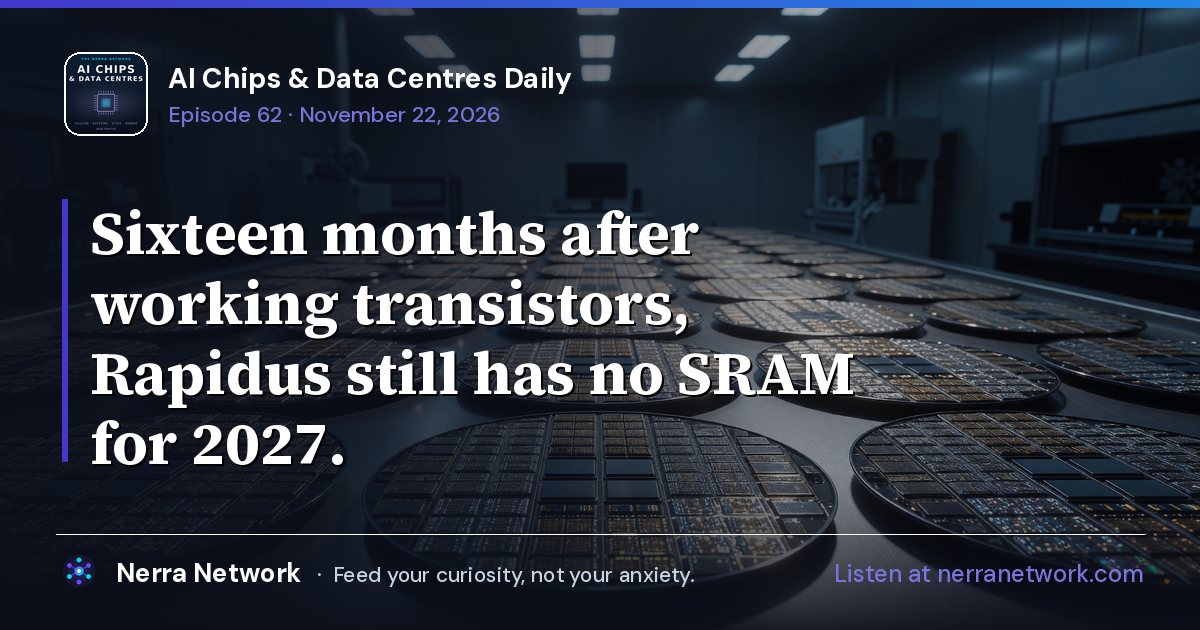 THE NERRA NETWORK
AI CHIPS
& DATA CENTRES
AI Chips & Data Centres Daily
Episode 62 · November 22, 2026
Sixteen months after
working transistors,
Rapidus still has no SRAM
for 2027.
Nerra Network · Feed your curiosity, not your anxiety.
Listen at nerranetwork.com